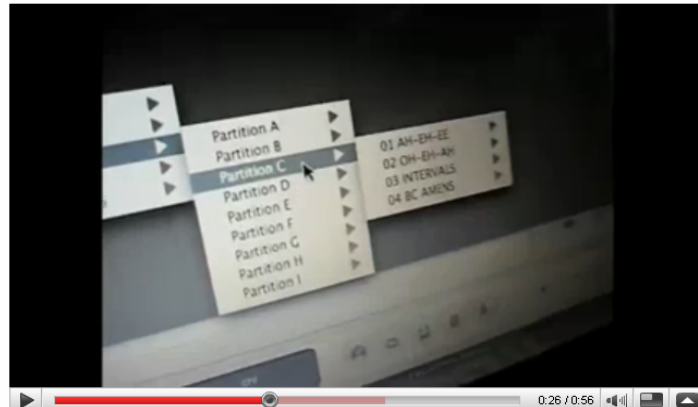 Partition A
Partition B
Partition C
Partition D
Partition E
Partition F
Partition G
Partition H
Partition I
01 AH-EH-EE
02 OH-EH-AH
03 INTERVALS
04 BC AMENS
0:26 / 0:56